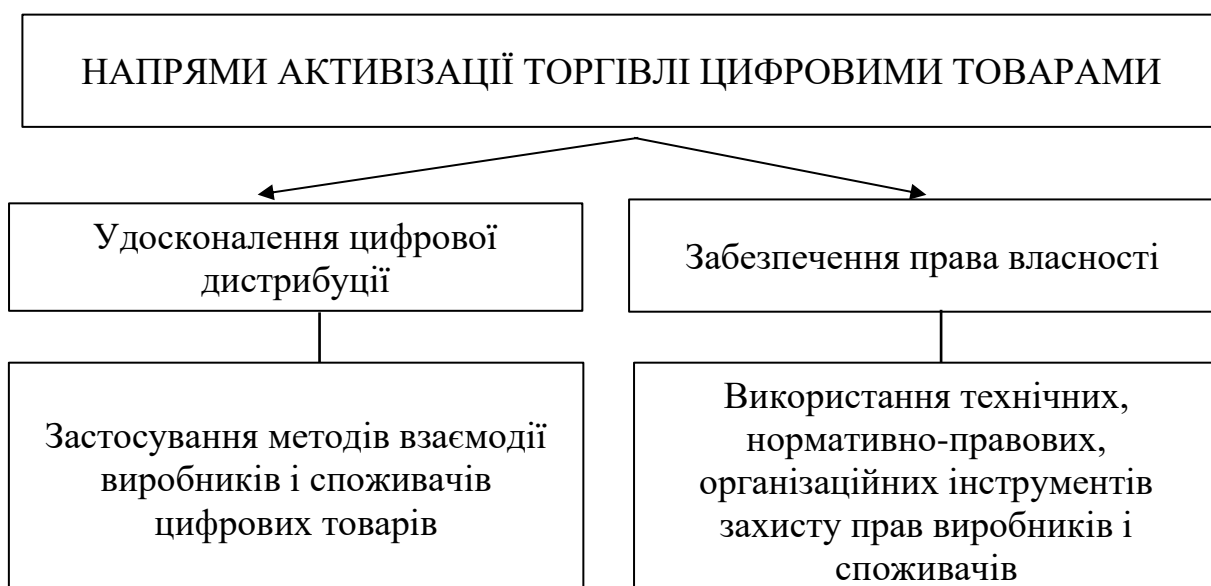 НАПРЯМИ АКТИВІЗАЦІЇ ТОРГІВЛІ ЦИФРОВИМИ ТОВАРАМИ
Удосконалення цифрової
дистрибуції
Забезпечення права власності
Застосування методів взаємодії
виробників і споживачів
цифрових товарів
Використання технічних,
нормативно-правових,
організаційних інструментів
захисту прав виробників і
споживачів